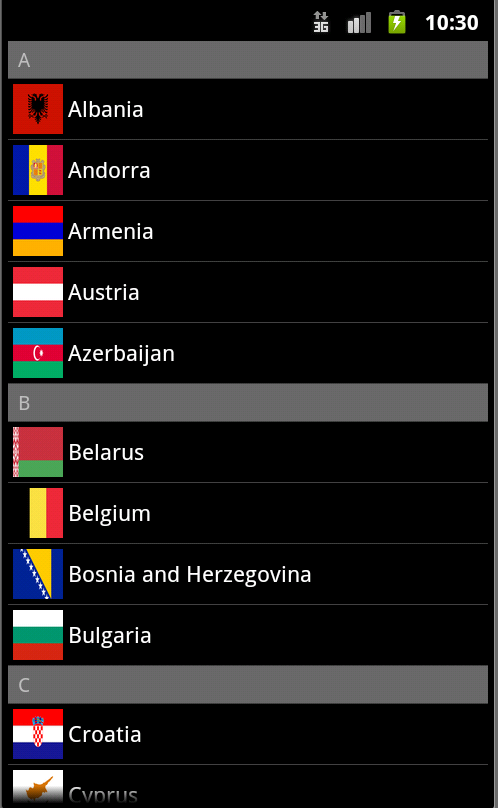 3G 10:30
A
Albania
Andorra
Armenia
Austria
Azerbaijan
B
Belarus
Belgium
Bosnia and Herzegovina
Bulgaria
C
Croatia
Cyprus